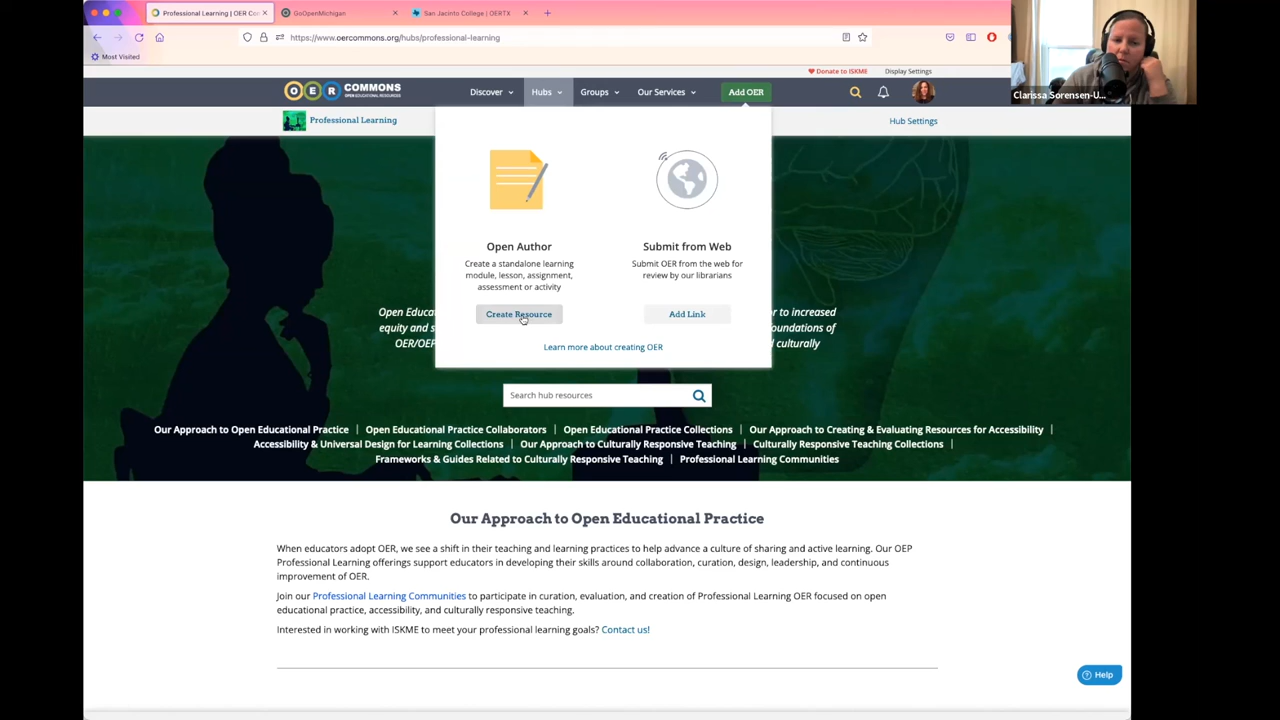 Professional Learning | OER Co
GoOpenMichigan
San Jacinto College | OERTX
https://www.oercommons.org/hubs/professional-learning
Most Visited
Clarissa Sorensen-U...
Donate to ISKME
Display Settings
OER COMMONS
OPEN EDUCATIONAL RESOURCES
Discover
Hubs
Groups
Our Services
Add OER
Professional Learning
Hub Settings
Open Author
Create a standalone learning
module, lesson, assignment,
assessment or activity
Create Resource
Submit from Web
Submit OER from the web for
review by our librarians
Add Link
Learn more about creating OER
Open Educa
or to increased
equity and s
oundations of
OER/OEP
d culturally
Search hub resources
Our Approach to Open Educational Practice | Open Educational Practice Collaborators | Open Educational Practice Collections | Our Approach to Creating & Evaluating Resources for Accessibility |
Accessibility & Universal Design for Learning Collections | Our Approach to Culturally Responsive Teaching | Culturally Responsive Teaching Collections |
Frameworks & Guides Related to Culturally Responsive Teaching | Professional Learning Communities
Our Approach to Open Educational Practice
When educators adopt OER, we see a shift in their teaching and learning practices to help advance a culture of sharing and active learning. Our OEP
Professional Learning offerings support educators in developing their skills around collaboration, curation, design, leadership, and continuous
improvement of OER.
Join our Professional Learning Communities to participate in curation, evaluation, and creation of Professional Learning OER focused on open
educational practice, accessibility, and culturally responsive teaching.
Interested in working with ISKME to meet your professional learning goals? Contact us!
Help